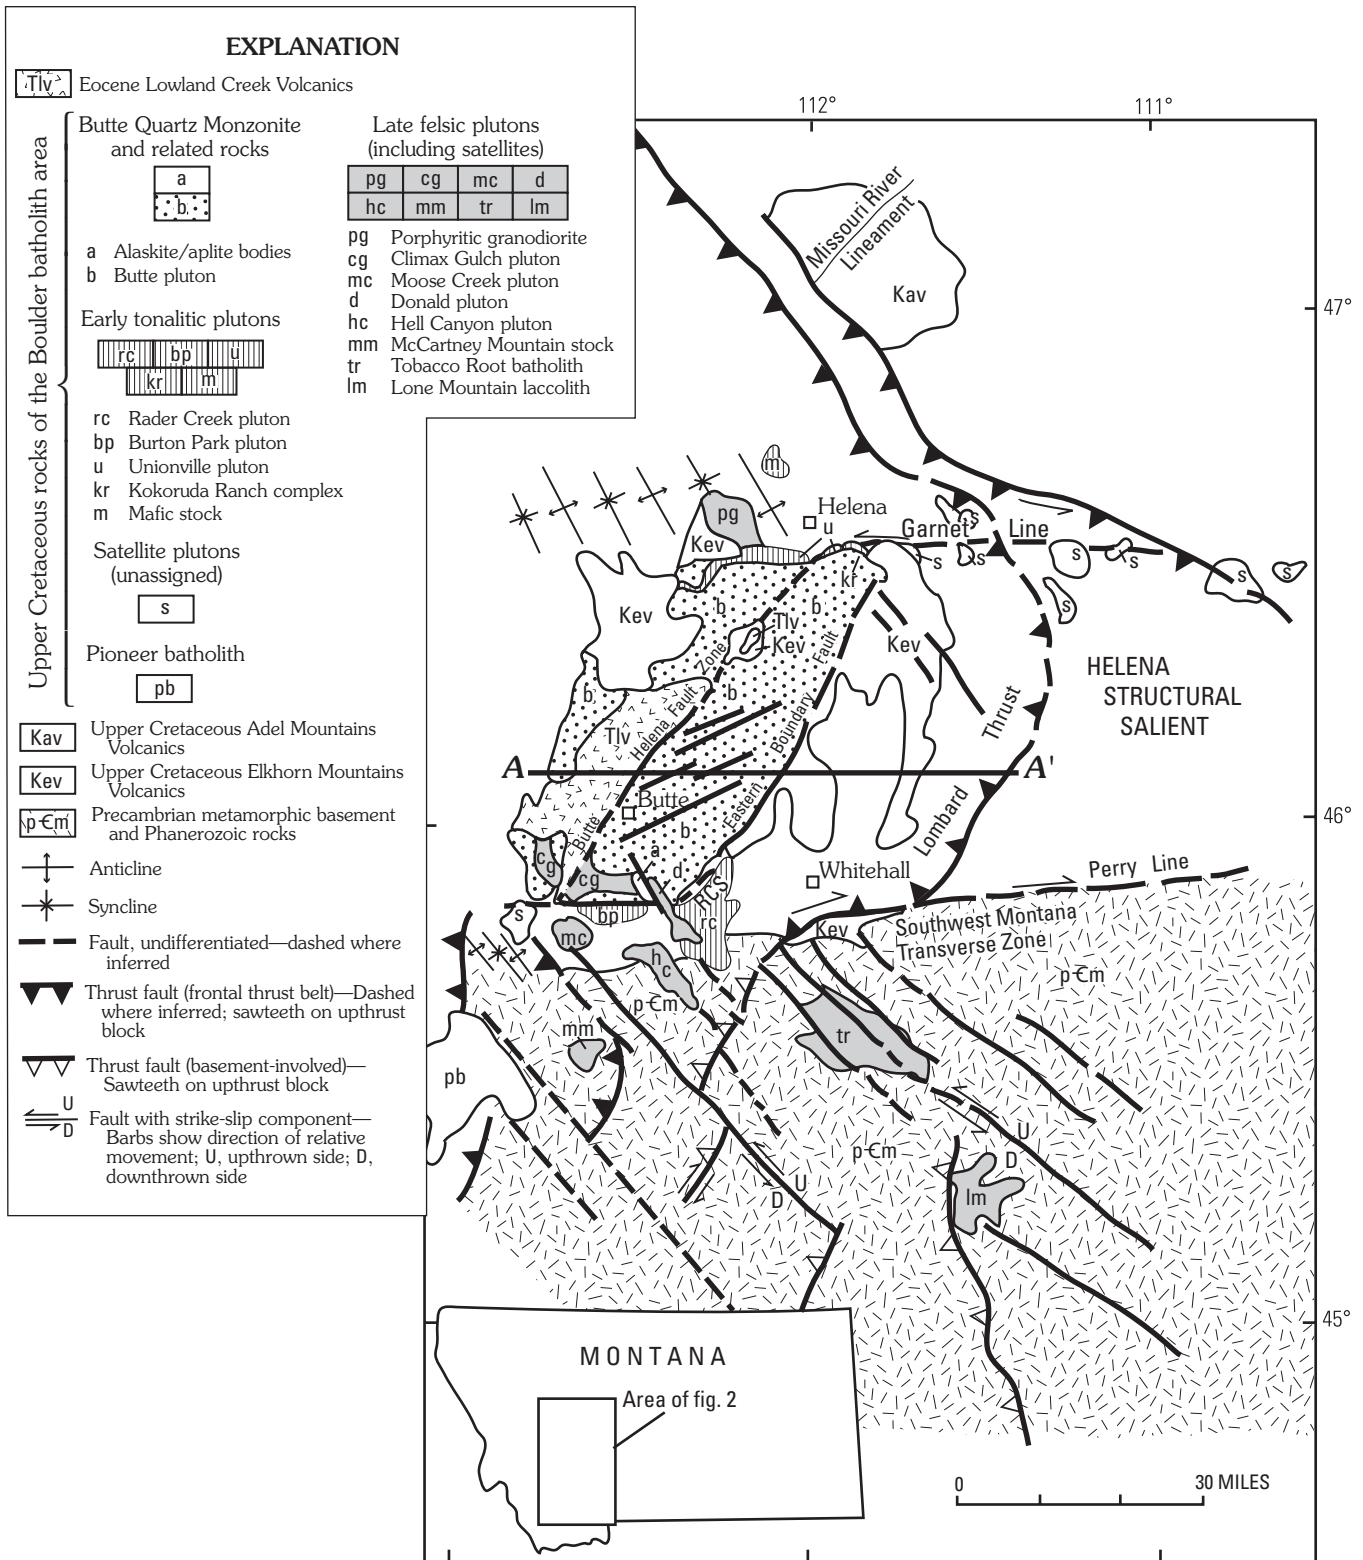 EXPLANATION
Tlv Eocene Lowland Creek Volcanics
Upper Cretaceous rocks of the Boulder batholith area
Butte Quartz Monzonite
and related rocks
a
b
a Alaskite/aplite bodies
b Butte pluton
Early tonalitic plutons
rc bp u
kr m
rc Rader Creek pluton
bp Burton Park pluton
u Unionville pluton
kr Kokoruda Ranch complex
m Mafic stock
Satellite plutons
(unassigned)
s
Pioneer batholith
pb
Late felsic plutons
(including satellites)
pg cg mc d
hc mm tr lm
pg Porphyritic granodiorite
cg Climax Gulch pluton
mc Moose Creek pluton
d Donald pluton
hc Hell Canyon pluton
mm McCartney Mountain stock
tr Tobacco Root batholith
lm Lone Mountain laccolith
Kav Upper Cretaceous Adel Mountains
Volcanics
Kev Upper Cretaceous Elkhorn Mountains
Volcanics
pЄm Precambrian metamorphic basement
and Phanerozoic rocks
Anticline
Syncline
Fault, undifferentiated—dashed where
inferred
Thrust fault (frontal thrust belt)—Dashed
where inferred; sawteeth on upthrust
block
Thrust fault (basement-involved)—
Sawteeth on upthrust block
U
D
Fault with strike-slip component—
Barbs show direction of relative
movement; U, upthrown side; D,
downthrown side
112°
111°
47°
46°
45°
Missouri River
Lineament
Kav
m
pg
Helena
u
Garnet Line
s
s
s
s
s
s
s
s
Kev
kr
b
b
Kev
Tlv
Kev
Kev
Zone
Fault
Helena
Butte
Fault
Boundary
Eastern
b
b
Tlv
Thrust
Lombard
HELENA
STRUCTURAL
SALIENT
A
A'
Butte
b
a
d
cg
cg
RCS
Whitehall
Perry Line
s
bp
rc
Kev
Southwest Montana
Transverse Zone
mc
hc
pЄm
pЄm
mm
tr
pb
U
D
pЄm
U
D
lm
MONTANA
Area of fig. 2
0
30 MILES